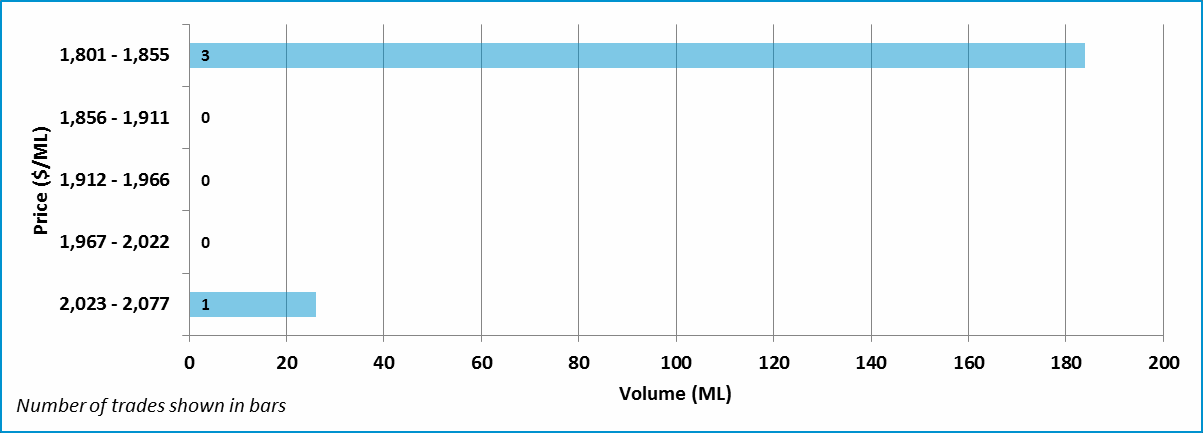 Price ($/ML)
1,801 - 1,855 3
1,856 - 1,911 0
1,912 - 1,966 0
1,967 - 2,022 0
2,023 - 2,077 1
0 20 40 60 80 100 120 140 160 180 200
Volume (ML)
Number of trades shown in bars